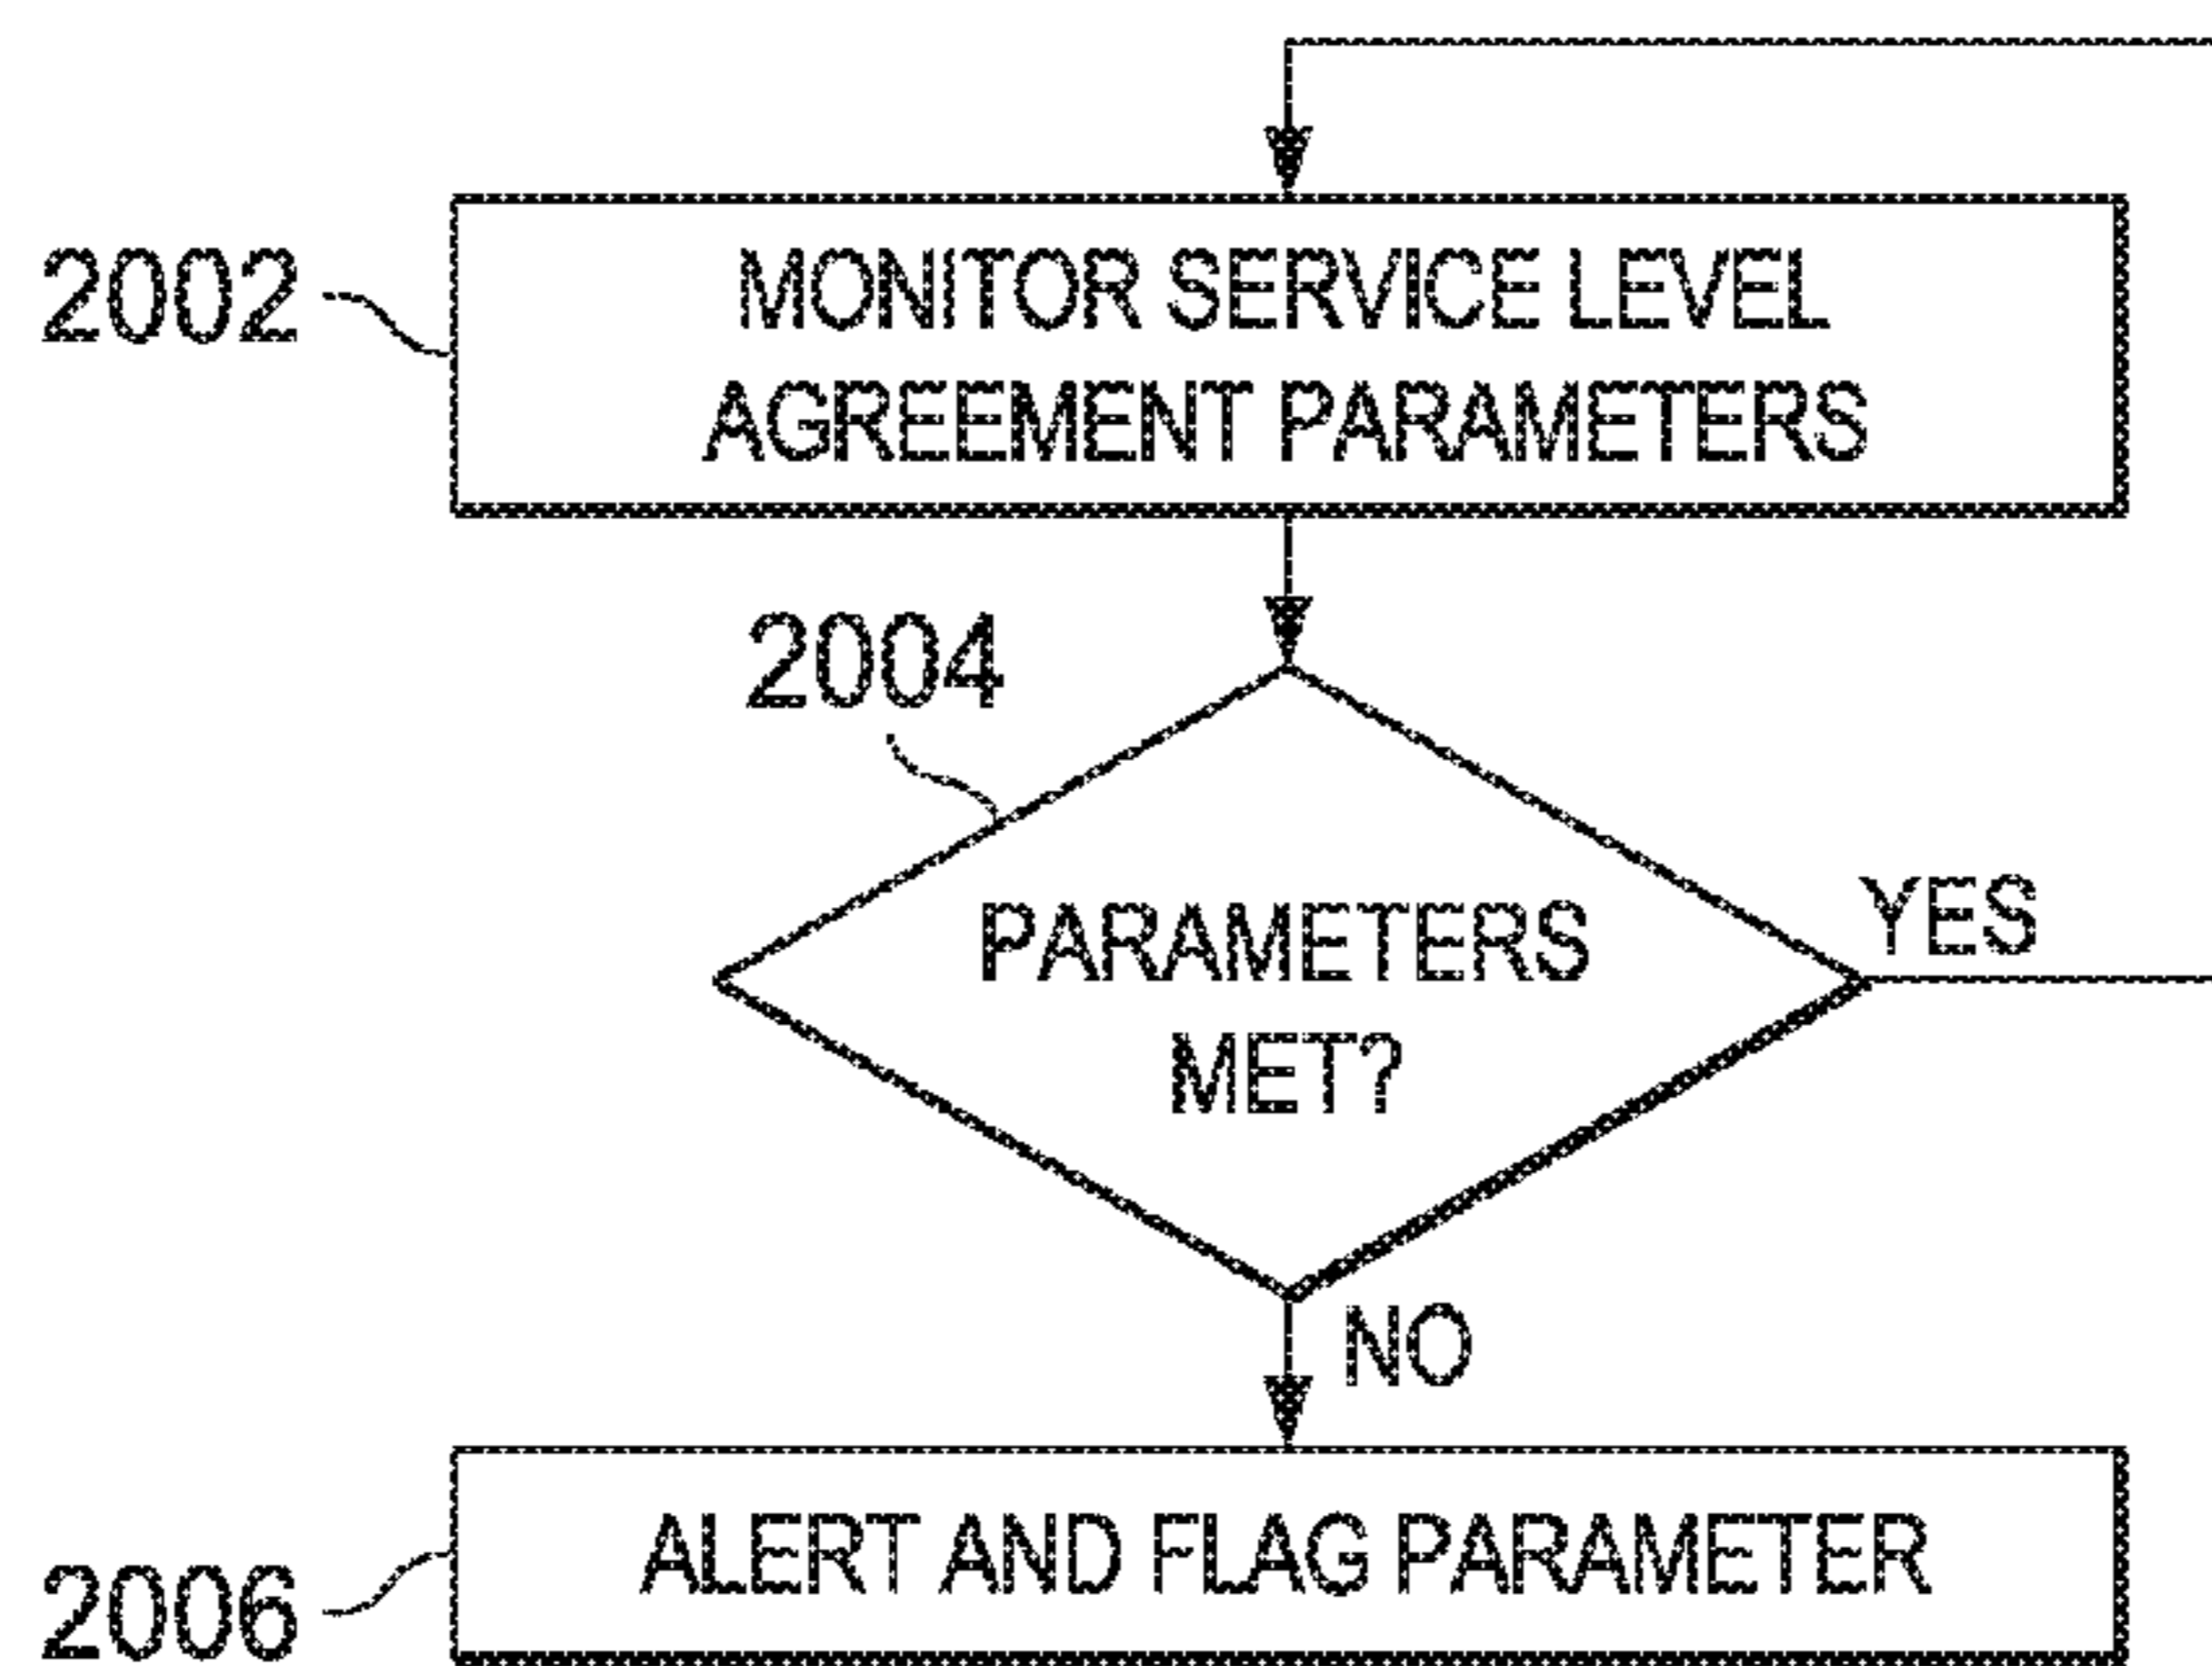 2002
MONITOR SERVICE LEVEL
AGREEMENT PARAMETERS
2004
PARAMETERS
MET?
YES
NO
ALERT AND FLAG PARAMETER
2006